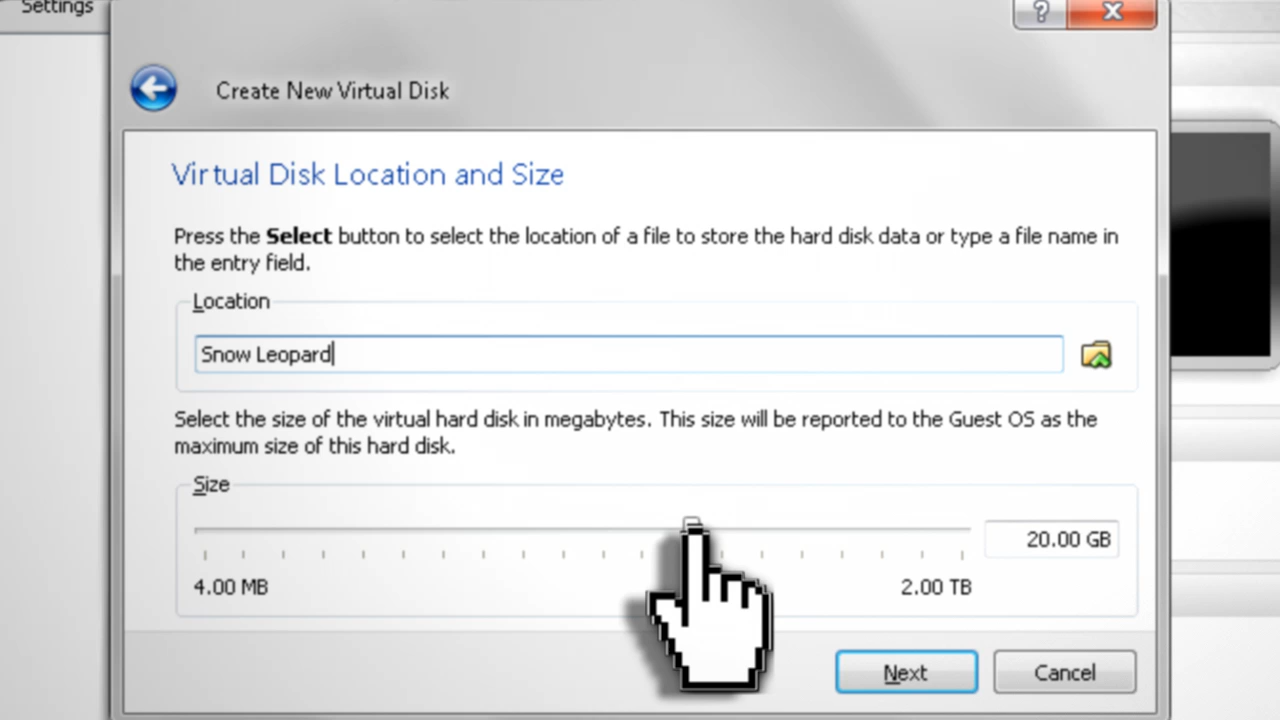 Settings
?
Create New Virtual Disk
Virtual Disk Location and Size
Press the Select button to select the location of a file to store the hard disk data or type a file name in
the entry field.
Location
Snow Leopard
Select the size of the virtual hard disk in megabytes. This size will be reported to the Guest OS as the
maximum size of this hard disk.
Size
20.00 GB
4.00 MB 2.00 TB
Next Cancel